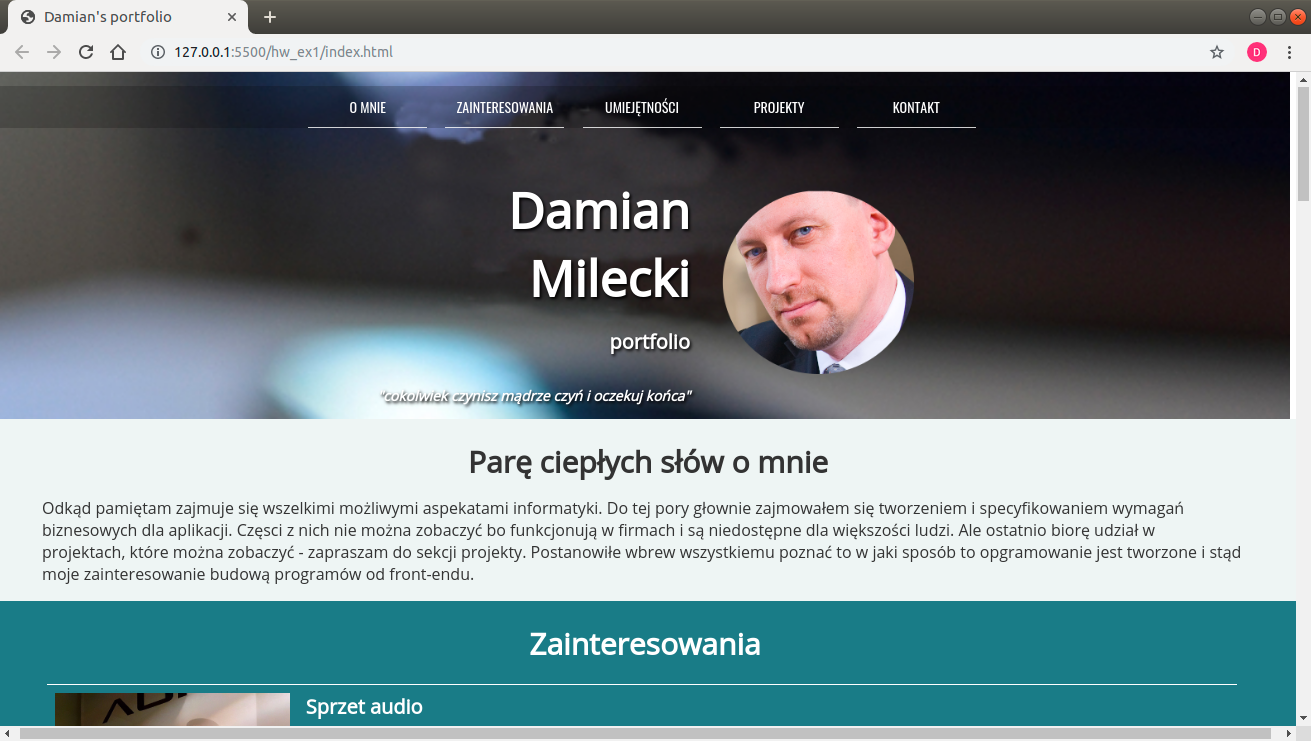 Damian's portfolio
127.0.0.1:5500/hw_ex1/index.html
D
O MNIE ZAINTERESOWANIA UMIEJĘTNOŚCI PROJEKTY KONTAKT
Damian
Milecki
portfolio
"cokolwiek czynisz mądrze czyń i oczekuj końca"
Parę ciepłych słów o mnie
Odkąd pamiętam zajmuje się wszelkimi możliwymi aspekatami informatyki. Do tej pory głownie zajmowałem się tworzeniem i specyfikowaniem wymagań
biznesowych dla aplikacji. Częsci z nich nie można zobaczyć bo funkcjonują w firmach i są niedostępne dla większości ludzi. Ale ostatnio biorę udział w
projektach, które można zobaczyć - zapraszam do sekcji projekty. Postanowiłe wbrew wszystkiemu poznać to w jaki sposób to opgramowanie jest tworzone i stąd
moje zainteresowanie budową programów od front-endu.
Zainteresowania
Sprzet audio